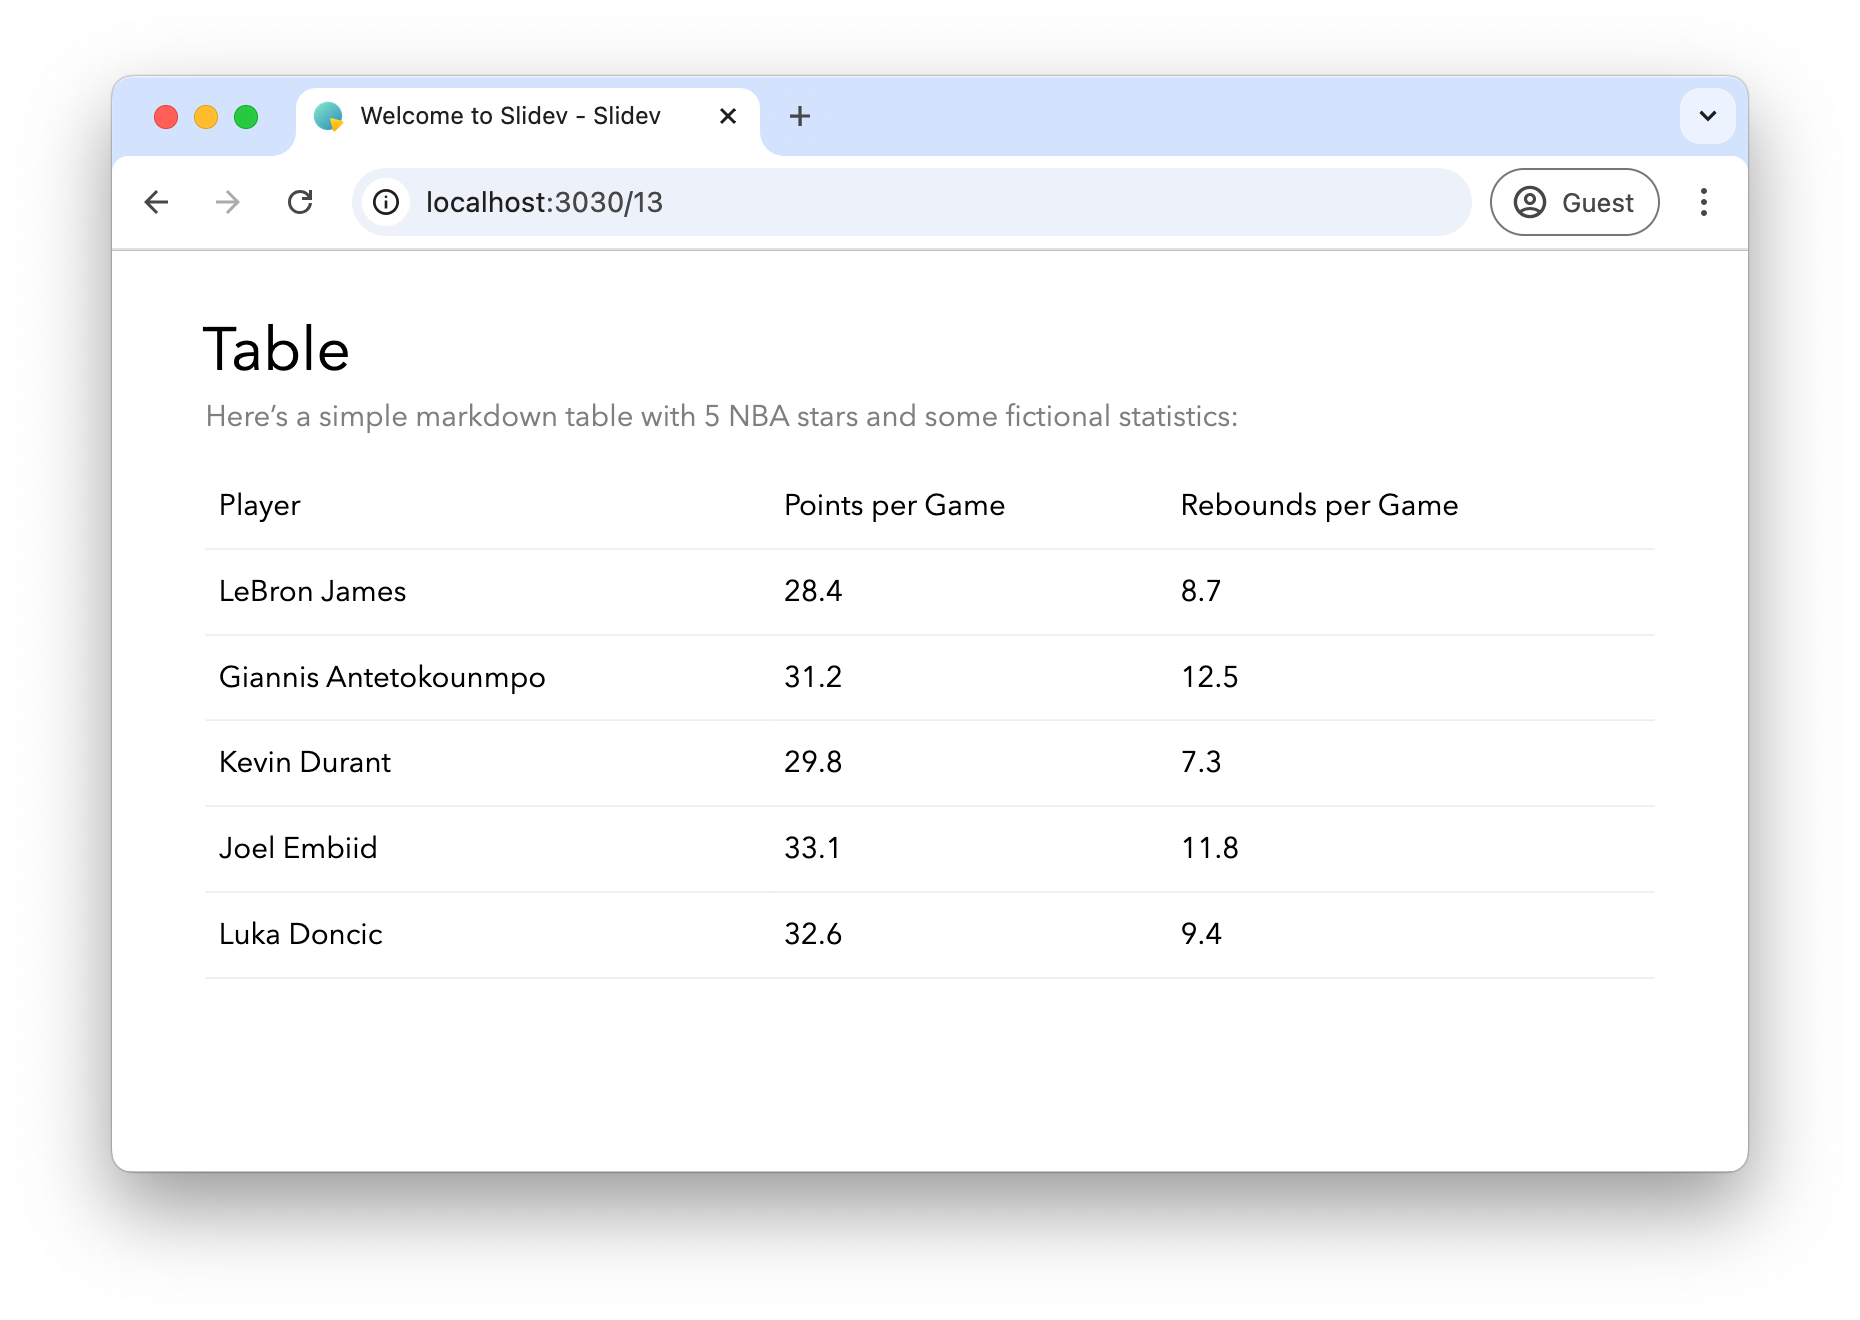 Welcome to Slidev - Slidev
localhost:3030/13
Guest
Table
Here’s a simple markdown table with 5 NBA stars and some fictional statistics:
Player Points per Game Rebounds per Game
LeBron James 28.4 8.7
Giannis Antetokounmpo 31.2 12.5
Kevin Durant 29.8 7.3
Joel Embiid 33.1 11.8
Luka Doncic 32.6 9.4